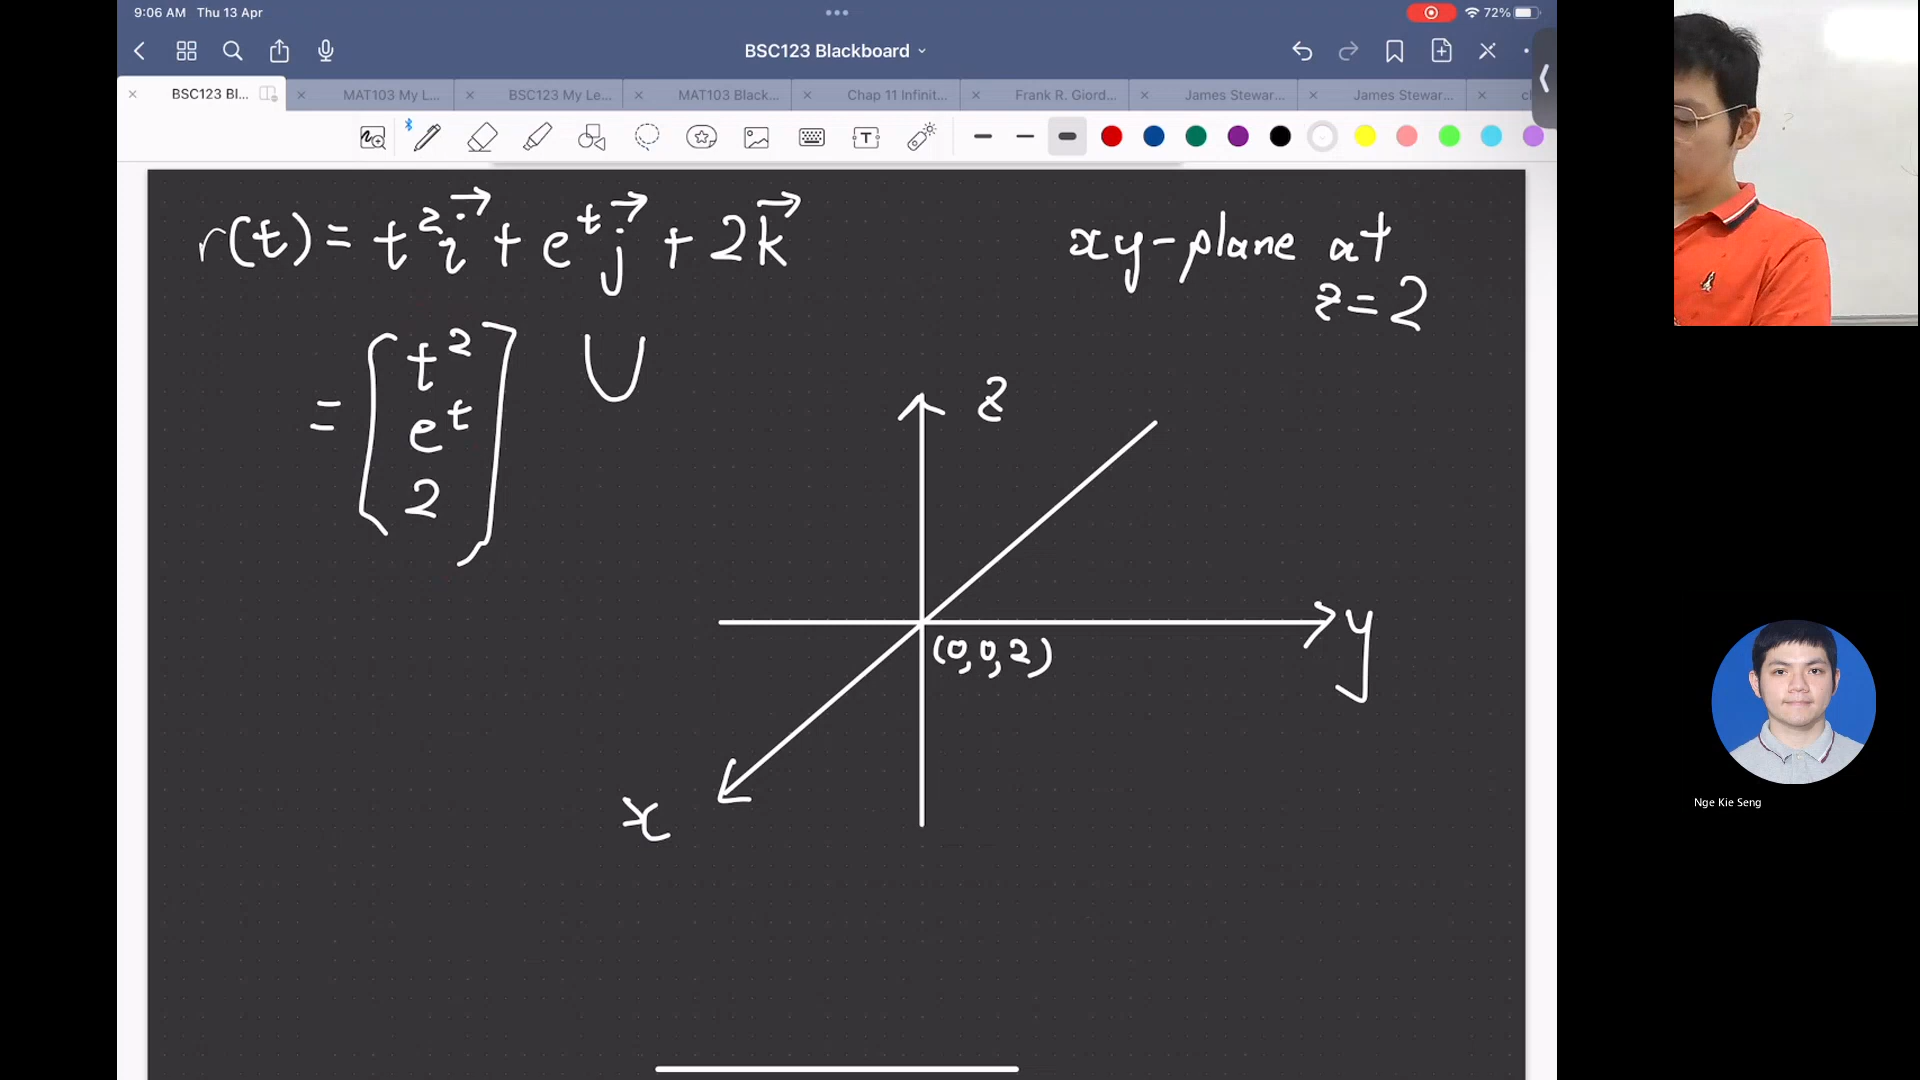 9:06 AM Thu 13 Apr
72%
BSC123 Blackboard
BSC123 Bl...
MAT103 My L...
BSC123 My Le...
MAT103 Black...
Chap 11 Infinit...
Frank R. Giord...
James Stewar...
James Stewar...
r(t) = t²i⃗ + eᵗj⃗ + 2k⃗
xy-plane at
z=2
= [t²
eᵗ
2]
U
z
y
(0,0,2)
x
Nge Kie Seng